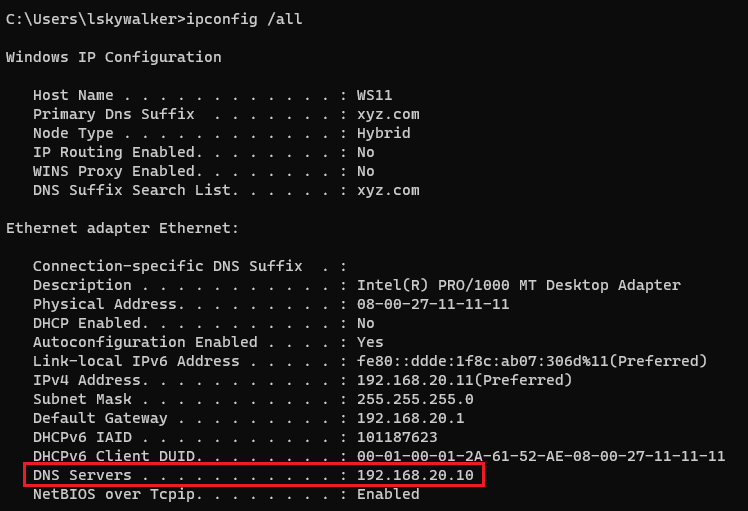 C:\Users\lskywalker>ipconfig /all
Windows IP Configuration
Host Name . . . . . . . . . . . . : WS11
Primary Dns Suffix  . . . . . . . : xyz.com
Node Type . . . . . . . . . . . . : Hybrid
IP Routing Enabled. . . . . . . . : No
WINS Proxy Enabled. . . . . . . . : No
DNS Suffix Search List. . . . . . : xyz.com
Ethernet adapter Ethernet:
Connection-specific DNS Suffix  . :
Description . . . . . . . . . . . : Intel(R) PRO/1000 MT Desktop Adapter
Physical Address. . . . . . . . . : 08-00-27-11-11-11
DHCP Enabled. . . . . . . . . . . : No
Autoconfiguration Enabled . . . . : Yes
Link-local IPv6 Address . . . . . : fe80::ddde:1f8c:ab07:306d%11(Preferred)
IPv4 Address. . . . . . . . . . . : 192.168.20.11(Preferred)
Subnet Mask . . . . . . . . . . . : 255.255.255.0
Default Gateway . . . . . . . . . : 192.168.20.1
DHCPv6 IAID . . . . . . . . . . . : 101187623
DHCPv6 Client DUID. . . . . . . . : 00-01-00-01-2A-61-52-AE-08-00-27-11-11-11
DNS Servers . . . . . . . . . . . : 192.168.20.10
NetBIOS over Tcpip. . . . . . . . : Enabled